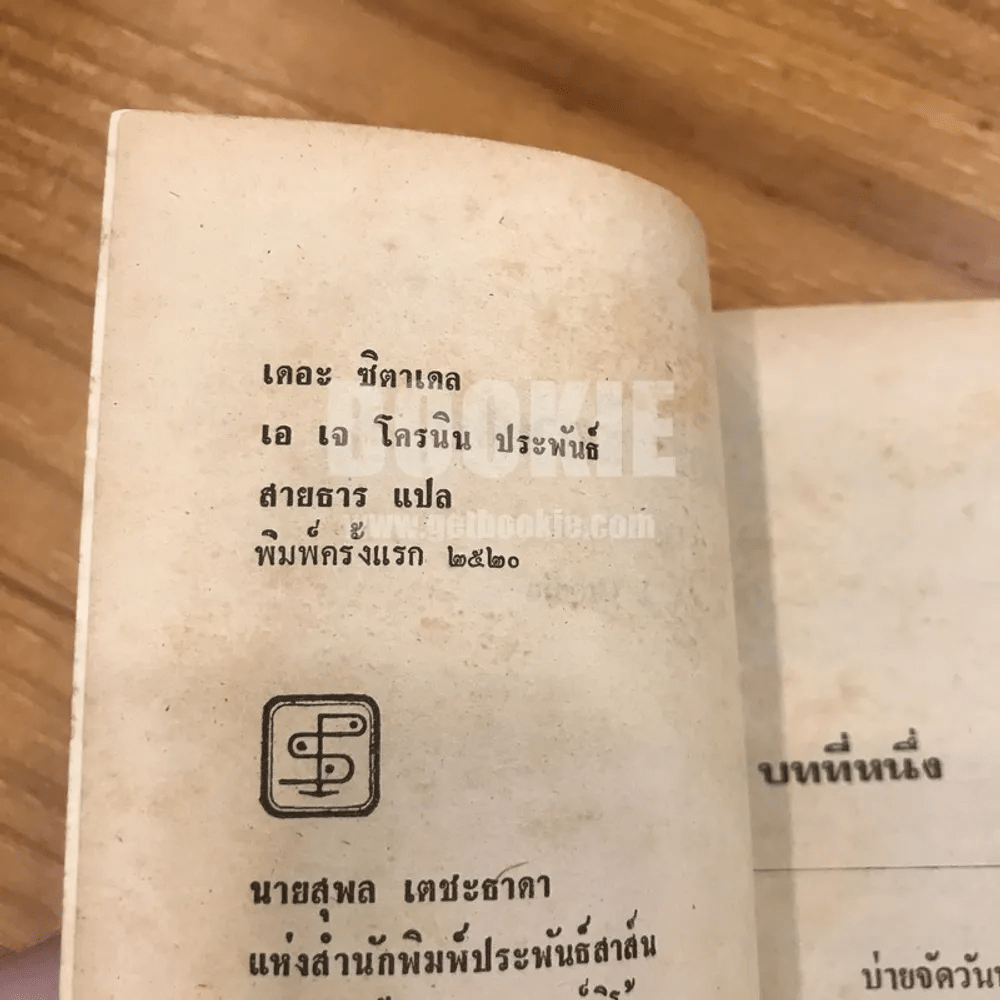 เดอะ ซิตาเดล
เอ เจ โครนิน ประพันธ์
สายธาร แปล
พิมพ์ครั้งแรก ๒๕๒๐
BOOKIE
www.getbookie.com
นายสุพล เตชะธาดา
แห่งสำนักพิมพ์ประพันธ์สาส์น
บทที่หนึ่ง